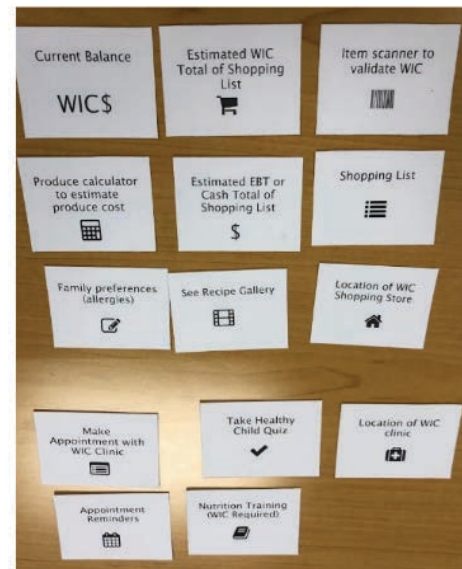 Current Balance
WIC$
Estimated WIC
Total of Shopping
List
Item scanner to
validate WIC
Produce calculator
to estimate
produce cost
Estimated EBT or
Cash Total of
Shopping List
$
Shopping List
Family preferences
(allergies)
See Recipe Gallery
Location of WIC
Shopping Store
Make
Appointment with
WIC Clinic
Take Healthy
Child Quiz
Location of WIC
clinic
Appointment
Reminders
Nutrition Training
(WIC Required)